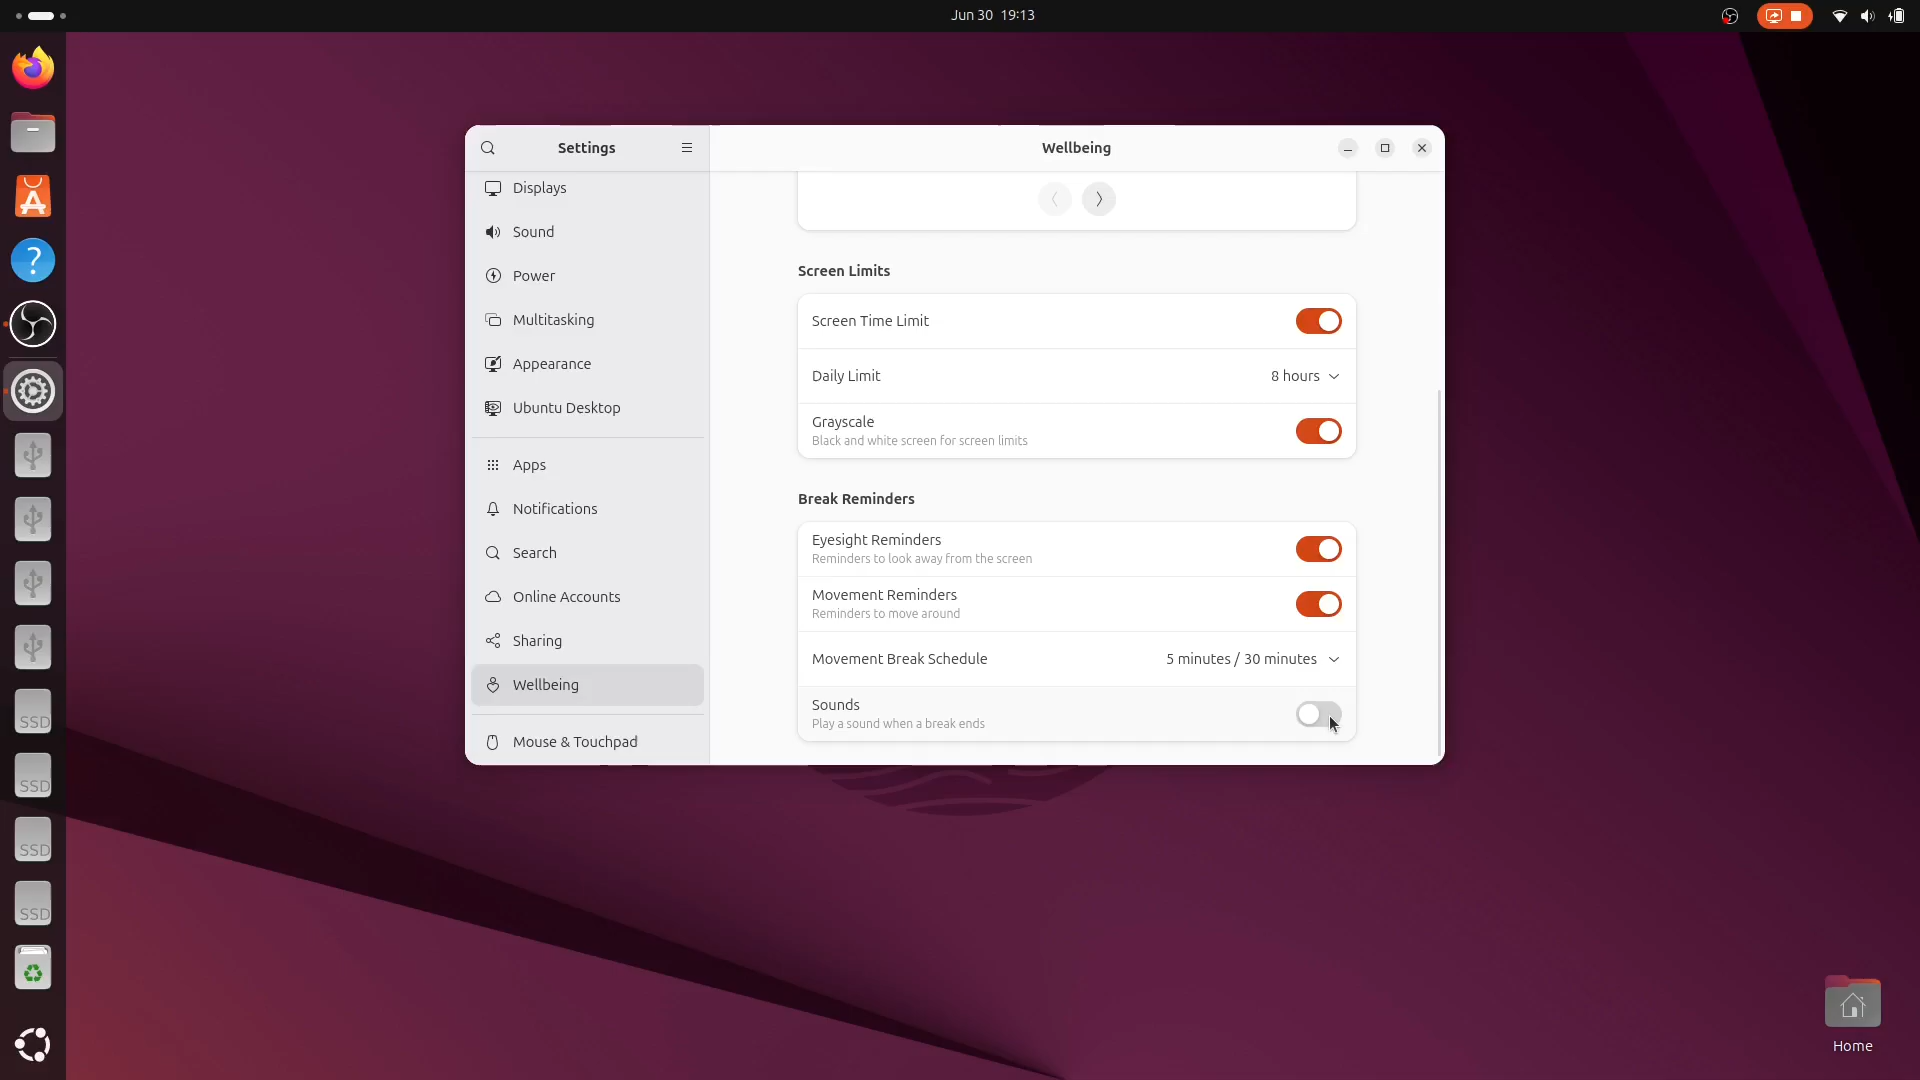 Jun 30 19:13
Settings
Wellbeing
Displays
Sound
Power
Multitasking
Appearance
Ubuntu Desktop
Apps
Notifications
Search
Online Accounts
Sharing
Wellbeing
Mouse & Touchpad
Screen Limits
Screen Time Limit
Daily Limit 8 hours
Grayscale
Black and white screen for screen limits
Break Reminders
Eyesight Reminders
Reminders to look away from the screen
Movement Reminders
Reminders to move around
Movement Break Schedule 5 minutes / 30 minutes
Sounds
Play a sound when a break ends
SSD
SSD
SSD
SSD
Home